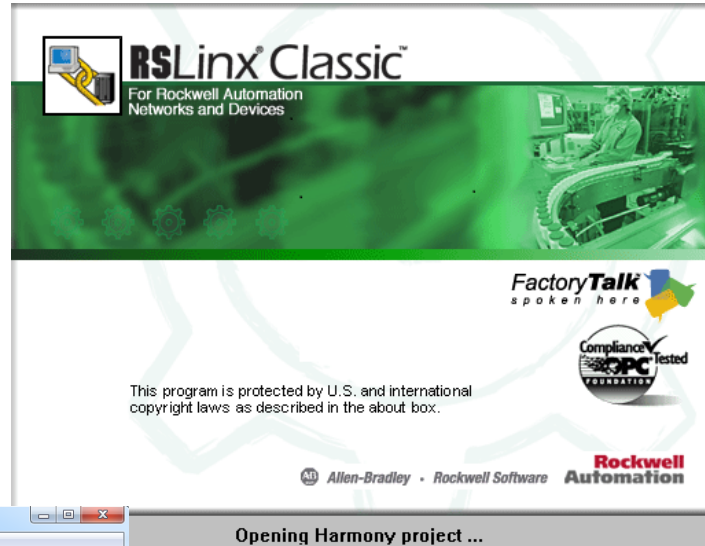 RSLinx® Classic™
For Rockwell Automation
Networks and Devices
FactoryTalk
spoken here
Compliance
Tested
OPC
FOUNDATION
This program is protected by U.S. and international
copyright laws as described in the about box.
AB Allen-Bradley · Rockwell Software
Rockwell
Automation
Opening Harmony project ...